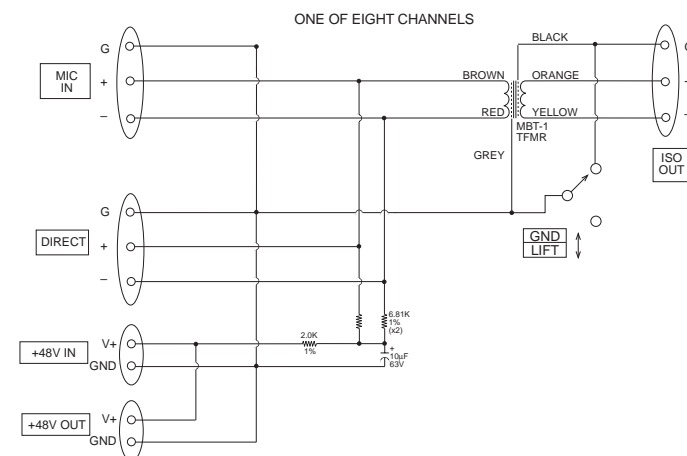 ONE OF EIGHT CHANNELS
G
MIC
IN
+
–
BLACK
BROWN
ORANGE
RED
YELLOW
MBT-1
TFMR
GREY
ISO
OUT
G
DIRECT
+
–
GND
LIFT
6.81K
1%
(x2)
2.0K
1%
+
10µF
63V
+48V IN
V+
GND
+48V OUT
V+
GND